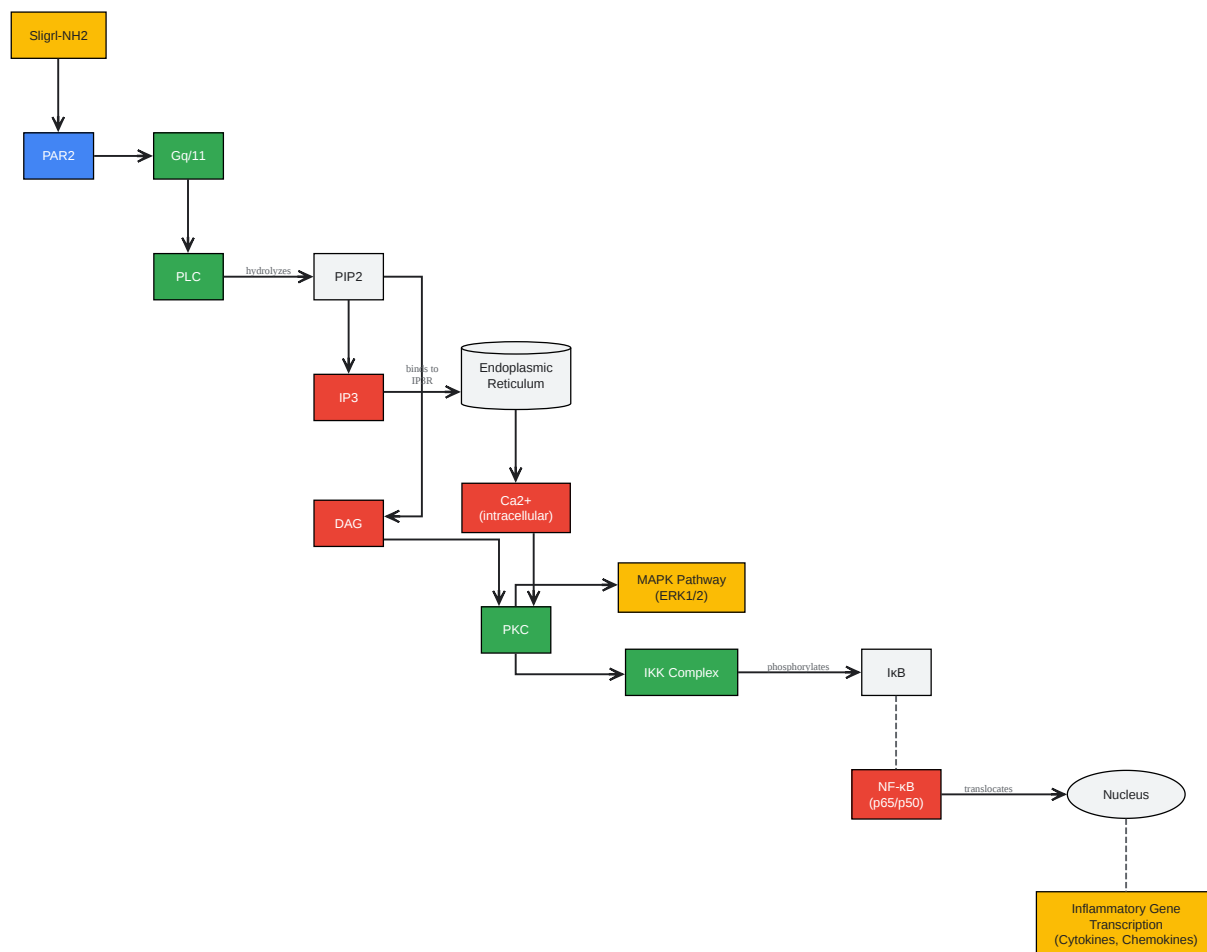 Sligrl-NH2
PAR2
Gq/11
PLC
hydrolyzes
PIP2
IP3
binds to
IP3R
Endoplasmic
Reticulum
DAG
Ca2+
(intracellular)
PKC
MAPK Pathway
(ERK1/2)
IKK Complex
phosphorylates
IκB
NF-κB
(p65/p50)
translocates
Nucleus
Inflammatory Gene
Transcription
(Cytokines, Chemokines)